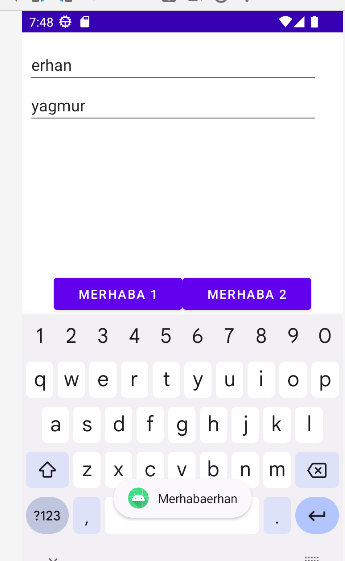 7:48
erhan
yagmur
MERHABA 1 MERHABA 2
1 2 3 4 5 6 7 8 9 0
q w e r t y u i o p
a s d f g h j k l
z x c v b n m
Merhabaerhan
?123 , .